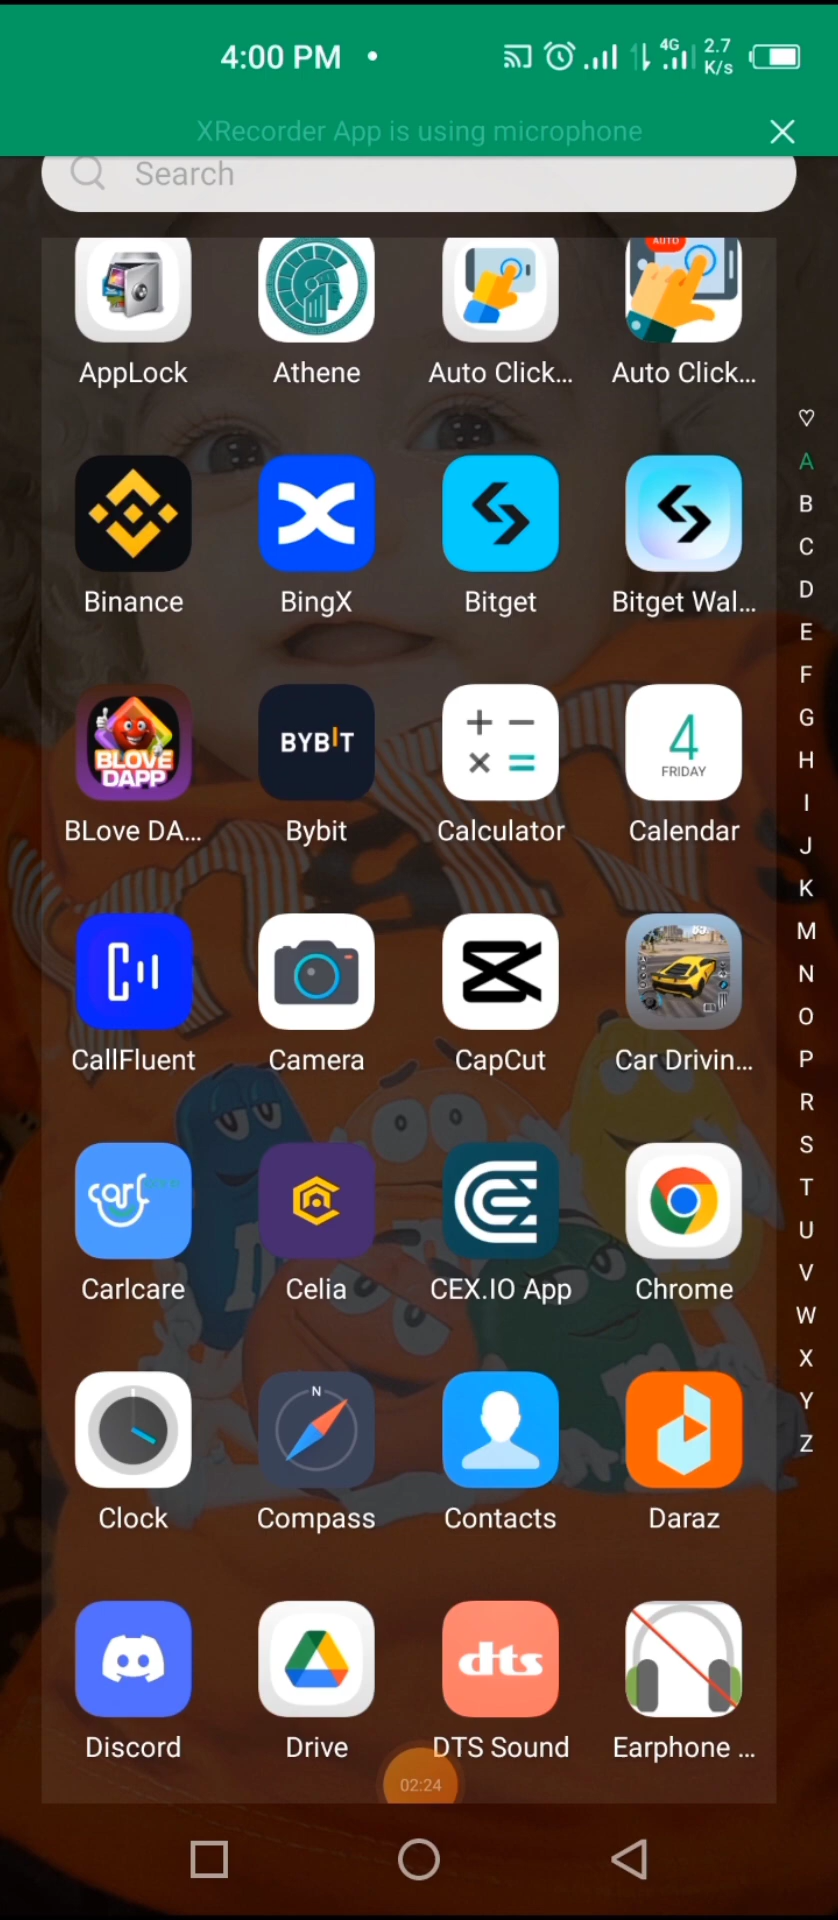 4:00 PM
4G
2.7
K/s
XRecorder App is using microphone
Search
AUTO
AppLock
Athene
Auto Click...
Auto Click...
Binance
BingX
Bitget
Bitget Wal...
BLOVE
DAPP
BYBIT
4
FRIDAY
BLove DA...
Bybit
Calculator
Calendar
CallFluent
Camera
CapCut
Car Drivin...
carl
Carlcare
Celia
CEX.IO App
Chrome
N
Clock
Compass
Contacts
Daraz
dts
Discord
Drive
DTS Sound
Earphone ...
02:24
A
B
C
D
E
F
G
H
I
J
K
M
N
O
P
R
S
T
U
V
W
X
Y
Z